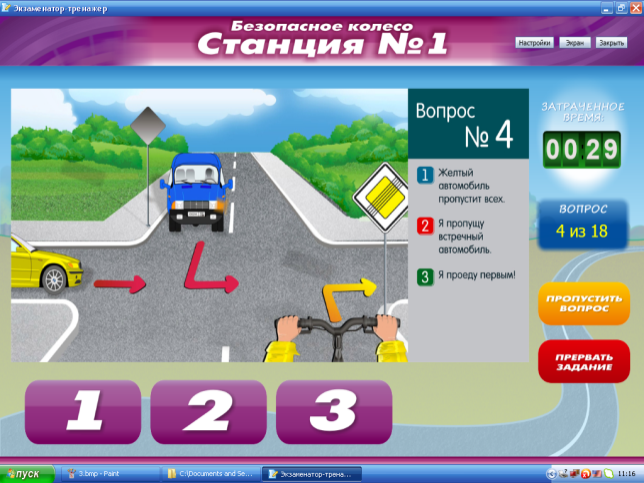 Экзаменатор-тренажер
Безопасное колесо
Станция №1
Настройки
Экран
Закрыть
Вопрос
№ 4
1 Желтый
автомобиль
пропустит всех.
2 Я пропущу
встречный
автомобиль.
3 Я проеду первым!
ЗАТРАЧЕННОЕ
ВРЕМЯ:
00:29
ВОПРОС
4 из 18
ПРОПУСТИТЬ
ВОПРОС
ПРЕРВАТЬ
ЗАДАНИЕ
1
2
3
пуск
3.bmp - Paint
C:\Documents and Se...
Экзаменатор-трена...
11:16